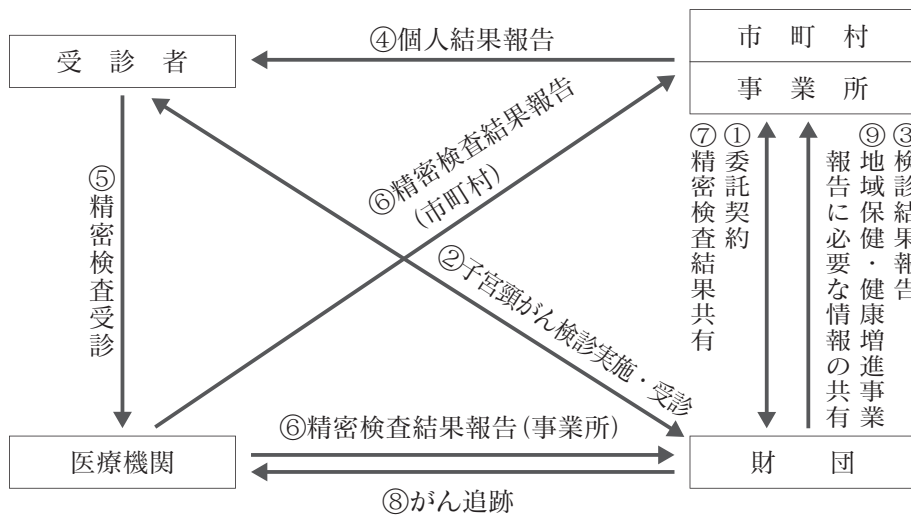 ④個人結果報告
受診者
市町村
事業所
⑥精密検査結果報告
(市町村)
⑤精密検査受診
②子宮頸がん検診実施・受診
③検診結果報告
⑨地域保健・健康増進事業
報告に必要な情報の共有
①委託契約
⑦精密検査結果共有
⑥精密検査結果報告(事業所)
医療機関
財団
⑧がん追跡